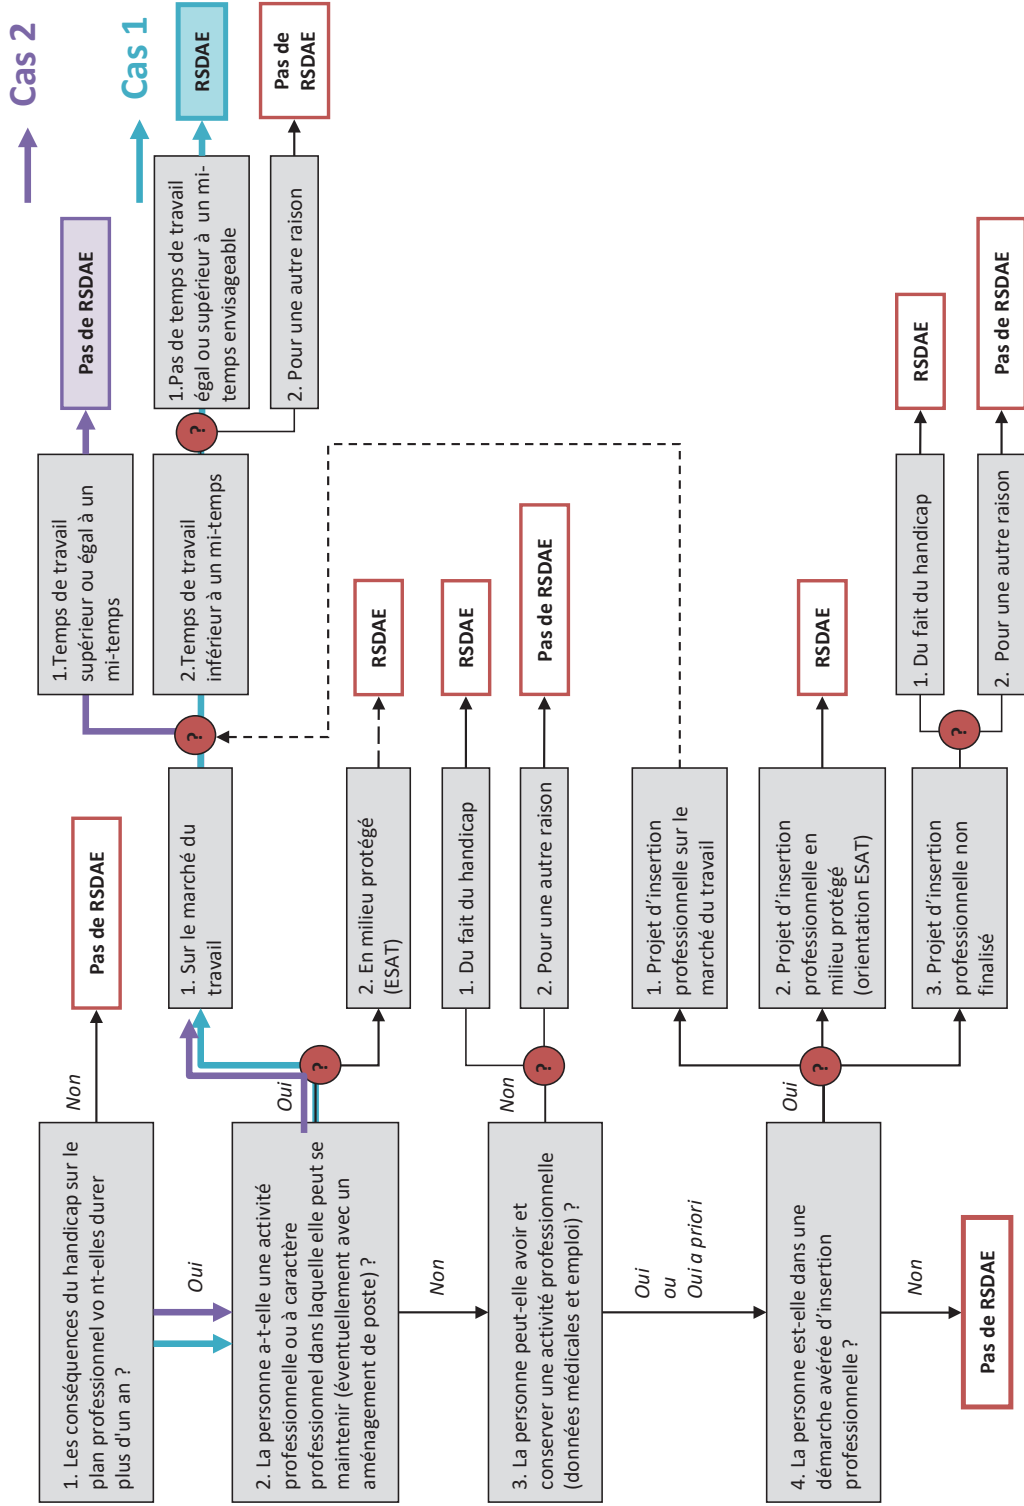 Cas 2
Cas 1
1. Les conséquences du handicap sur le
plan professionnel vo nt-elles durer
plus d'un an ?
Non
Pas de RSDAE
Oui
2. La personne a-t-elle une activité
professionnelle ou à caractère
professionnel dans laquelle elle peut se
maintenir (éventuellement avec un
aménagement de poste) ?
Oui
?
1. Sur le marché du
travail
?
1.Temps de travail
supérieur ou égal à un
mi-temps
Pas de RSDAE
2.Temps de travail
inférieur à un mi-temps
?
1.Pas de temps de travail
égal ou supérieur à un mi-
temps envisageable
RSDAE
2. Pour une autre raison
Pas de
RSDAE
2. En milieu protégé
(ESAT)
RSDAE
Non
3. La personne peut-elle avoir et
conserver une activité professionnelle
(données médicales et emploi) ?
Non
?
1. Du fait du handicap
RSDAE
2. Pour une autre raison
Pas de RSDAE
Oui
ou
Oui a priori
4. La personne est-elle dans une
démarche avérée d'insertion
professionnelle ?
Oui
?
1. Projet d'insertion
professionnelle sur le
marché du travail
2. Projet d'insertion
professionnelle en
milieu protégé
(orientation ESAT)
RSDAE
3. Projet d'insertion
professionnelle non
finalisé
?
1. Du fait du handicap
RSDAE
2. Pour une autre raison
Pas de RSDAE
Non
Pas de RSDAE